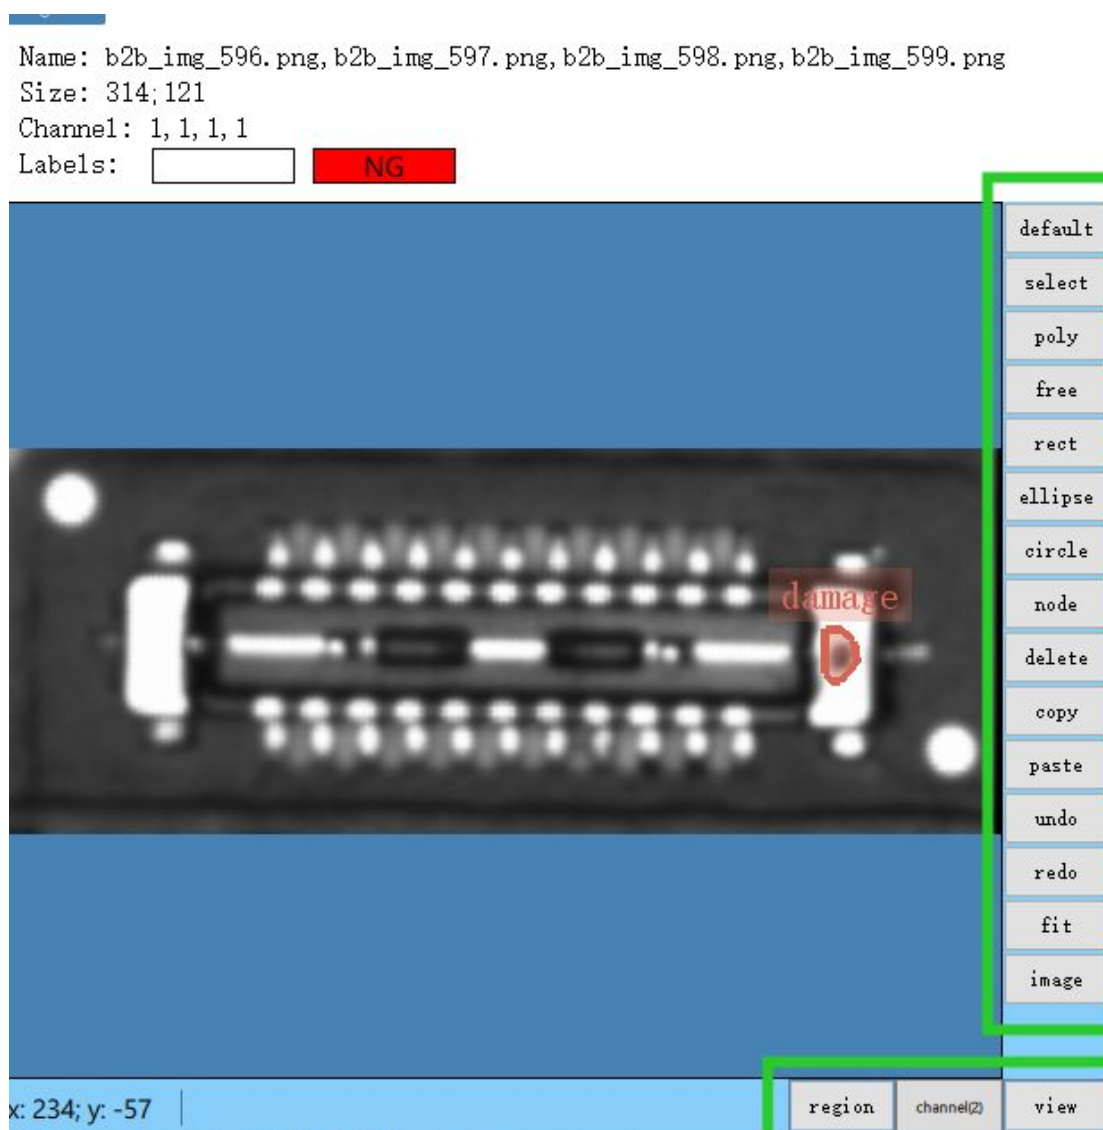 Name: b2b_img_596.png,b2b_img_597.png,b2b_img_598.png,b2b_img_599.png
Size: 314;121
Channel: 1,1,1,1
Labels: NG
default
select
poly
free
rect
ellipse
circle
damage
node
delete
copy
paste
undo
redo
fit
image
x: 234; y: -57
region
channel(2)
view